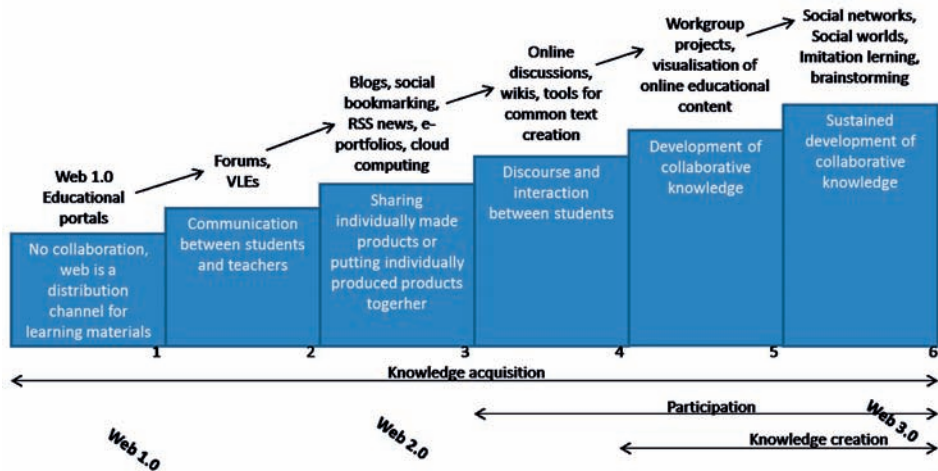 Web 1.0
Educational
portals
No collaboration,
web is a
distribution
channel for
learning materials
1
Forums,
VLEs
Communication
between students
and teachers
2
Blogs, social
bookmarking,
RSS news, e-
portfolios, cloud
computing
Sharing
individually made
products or
putting individually
produced products
togerher
3
Online
discussions,
wikis, tools for
common text
creation
Discourse and
interaction
between students
4
Workgroup
projects,
visualisation of
online educational
content
Development of
collaborative
knowledge
5
Social networks,
Social worlds,
Imitation lerning,
brainstorming
Sustained
development of
collaborative
knowledge
6
Knowledge acquisition
Participation
Knowledge creation
Web 1.0
Web 2.0
Web 3.0